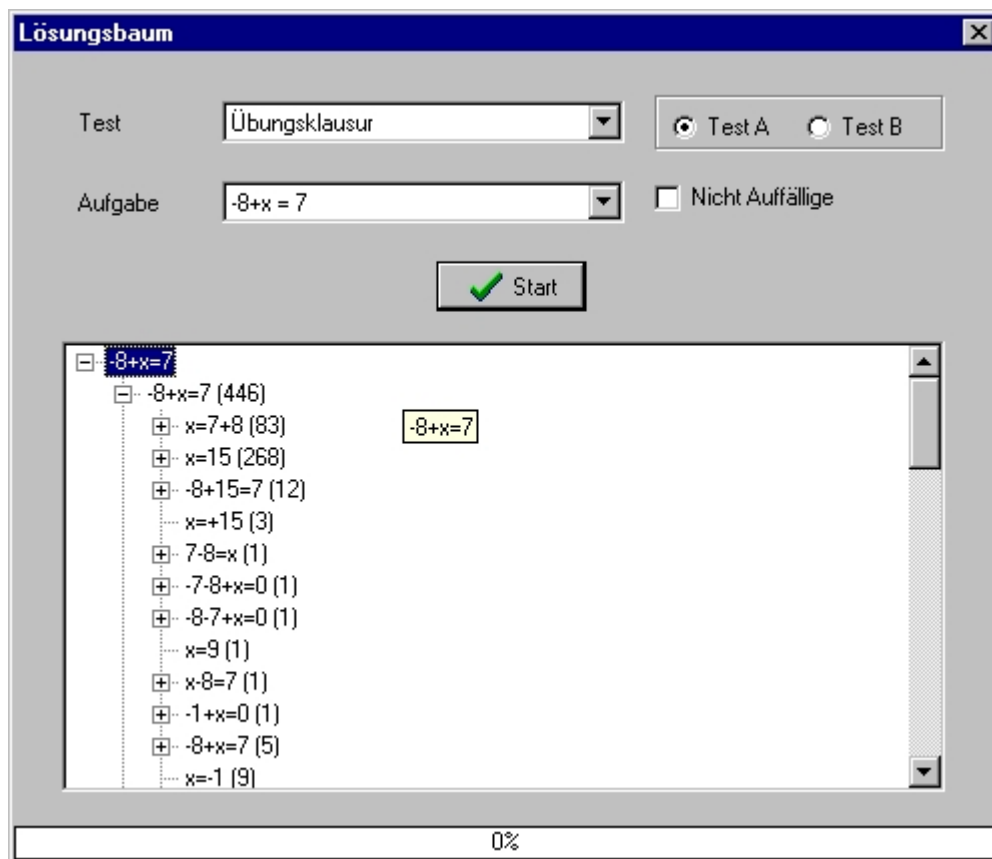 Lösungsbaum
Test Übungsklausur Test A Test B
Aufgabe -8+x = 7 Nicht Auffällige
Start
-8+x=7
-8+x=7 (446)
x=7+8 (83) -8+x=7
x=15 (268)
-8+15=7 (12)
x=+15 (3)
7-8=x (1)
-7-8+x=0 (1)
-8-7+x=0 (1)
x=9 (1)
x-8=7 (1)
-1+x=0 (1)
-8+x=7 (5)
x=-1 (9)
0%